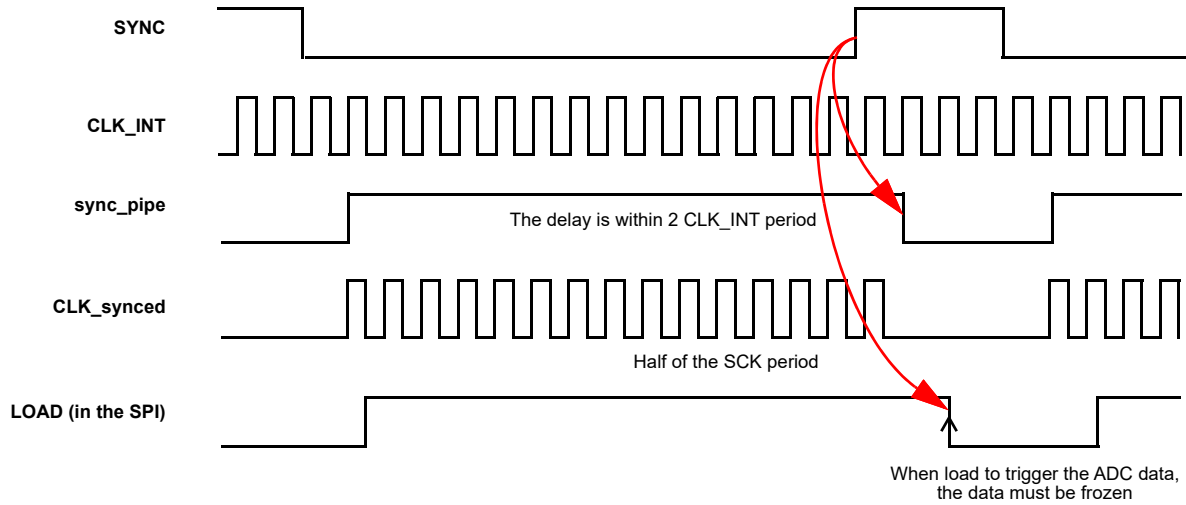 SYNC
CLK_INT
sync_pipe
The delay is within 2 CLK_INT period
CLK_synced
Half of the SCK period
LOAD (in the SPI)
When load to trigger the ADC data,
the data must be frozen